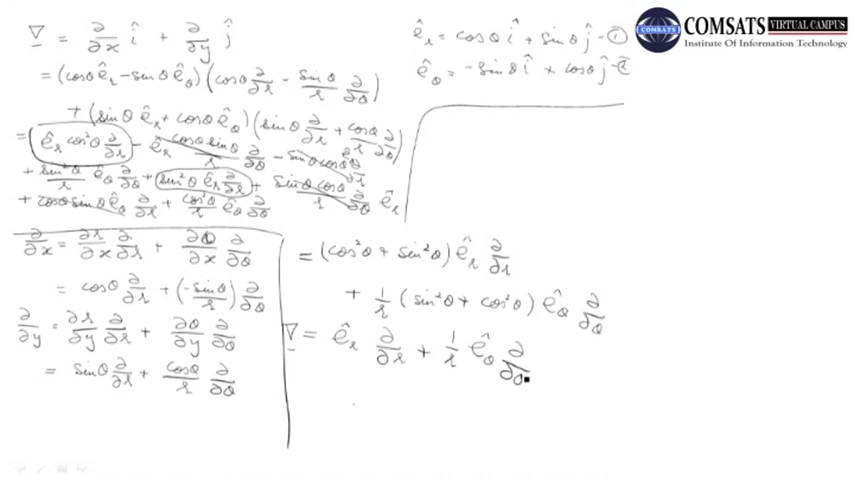 ∇ = ∂/∂x î + ∂/∂y ĵ
= (cosθ ê_r − sinθ ê_θ) (cosθ ∂/∂r − sinθ/r ∂/∂θ)
+ (sinθ ê_r + cosθ ê_θ) (sinθ ∂/∂r + cosθ/r ∂/∂θ)
= ê_r cos²θ ∂/∂r − ê_r cosθ sinθ/r ∂/∂θ − sinθ cosθ ê_θ ∂/∂r
+ sin²θ/r ê_θ ∂/∂θ + sin²θ ê_r ∂/∂r + sinθ cosθ/r ∂/∂θ ê_r
+ cosθ sinθ ê_θ ∂/∂r + cos²θ/r ê_θ ∂/∂θ
∂/∂x = ∂r/∂x ∂/∂r + ∂θ/∂x ∂/∂θ
= cosθ ∂/∂r + (−sinθ/r) ∂/∂θ
∂/∂y = ∂r/∂y ∂/∂r + ∂θ/∂y ∂/∂θ
= sinθ ∂/∂r + cosθ/r ∂/∂θ
ê_r = cosθ î + sinθ ĵ −①
ê_θ = −sinθ î + cosθ ĵ −②
= (cos²θ + sin²θ) ê_r ∂/∂r
+ 1/r (sin²θ + cos²θ) ê_θ ∂/∂θ
∇ = ê_r ∂/∂r + 1/r ê_θ ∂/∂θ
COMSATS
COMSATS VIRTUAL CAMPUS
Institute Of Information Technology